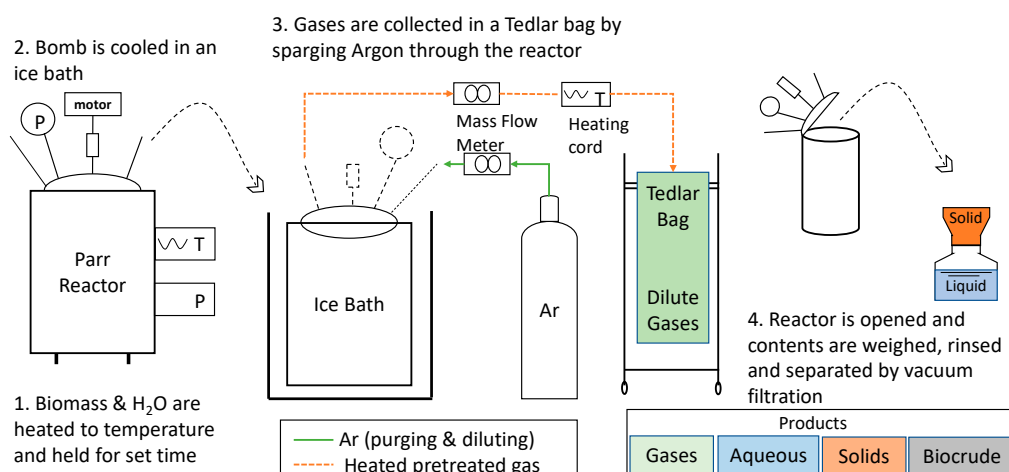 3. Gases are collected in a Tedlar bag by
sparging Argon through the reactor
2. Bomb is cooled in an
ice bath
motor
P
T
P
Parr
Reactor
1. Biomass & H₂O are
heated to temperature
and held for set time
Mass Flow
Meter
T
Heating
cord
Ice Bath
Ar
Tedlar
Bag
Dilute
Gases
Solid
Liquid
4. Reactor is opened and
contents are weighed, rinsed
and separated by vacuum
filtration
Ar (purging & diluting)
Heated pretreated gas
Products
Gases
Aqueous
Solids
Biocrude